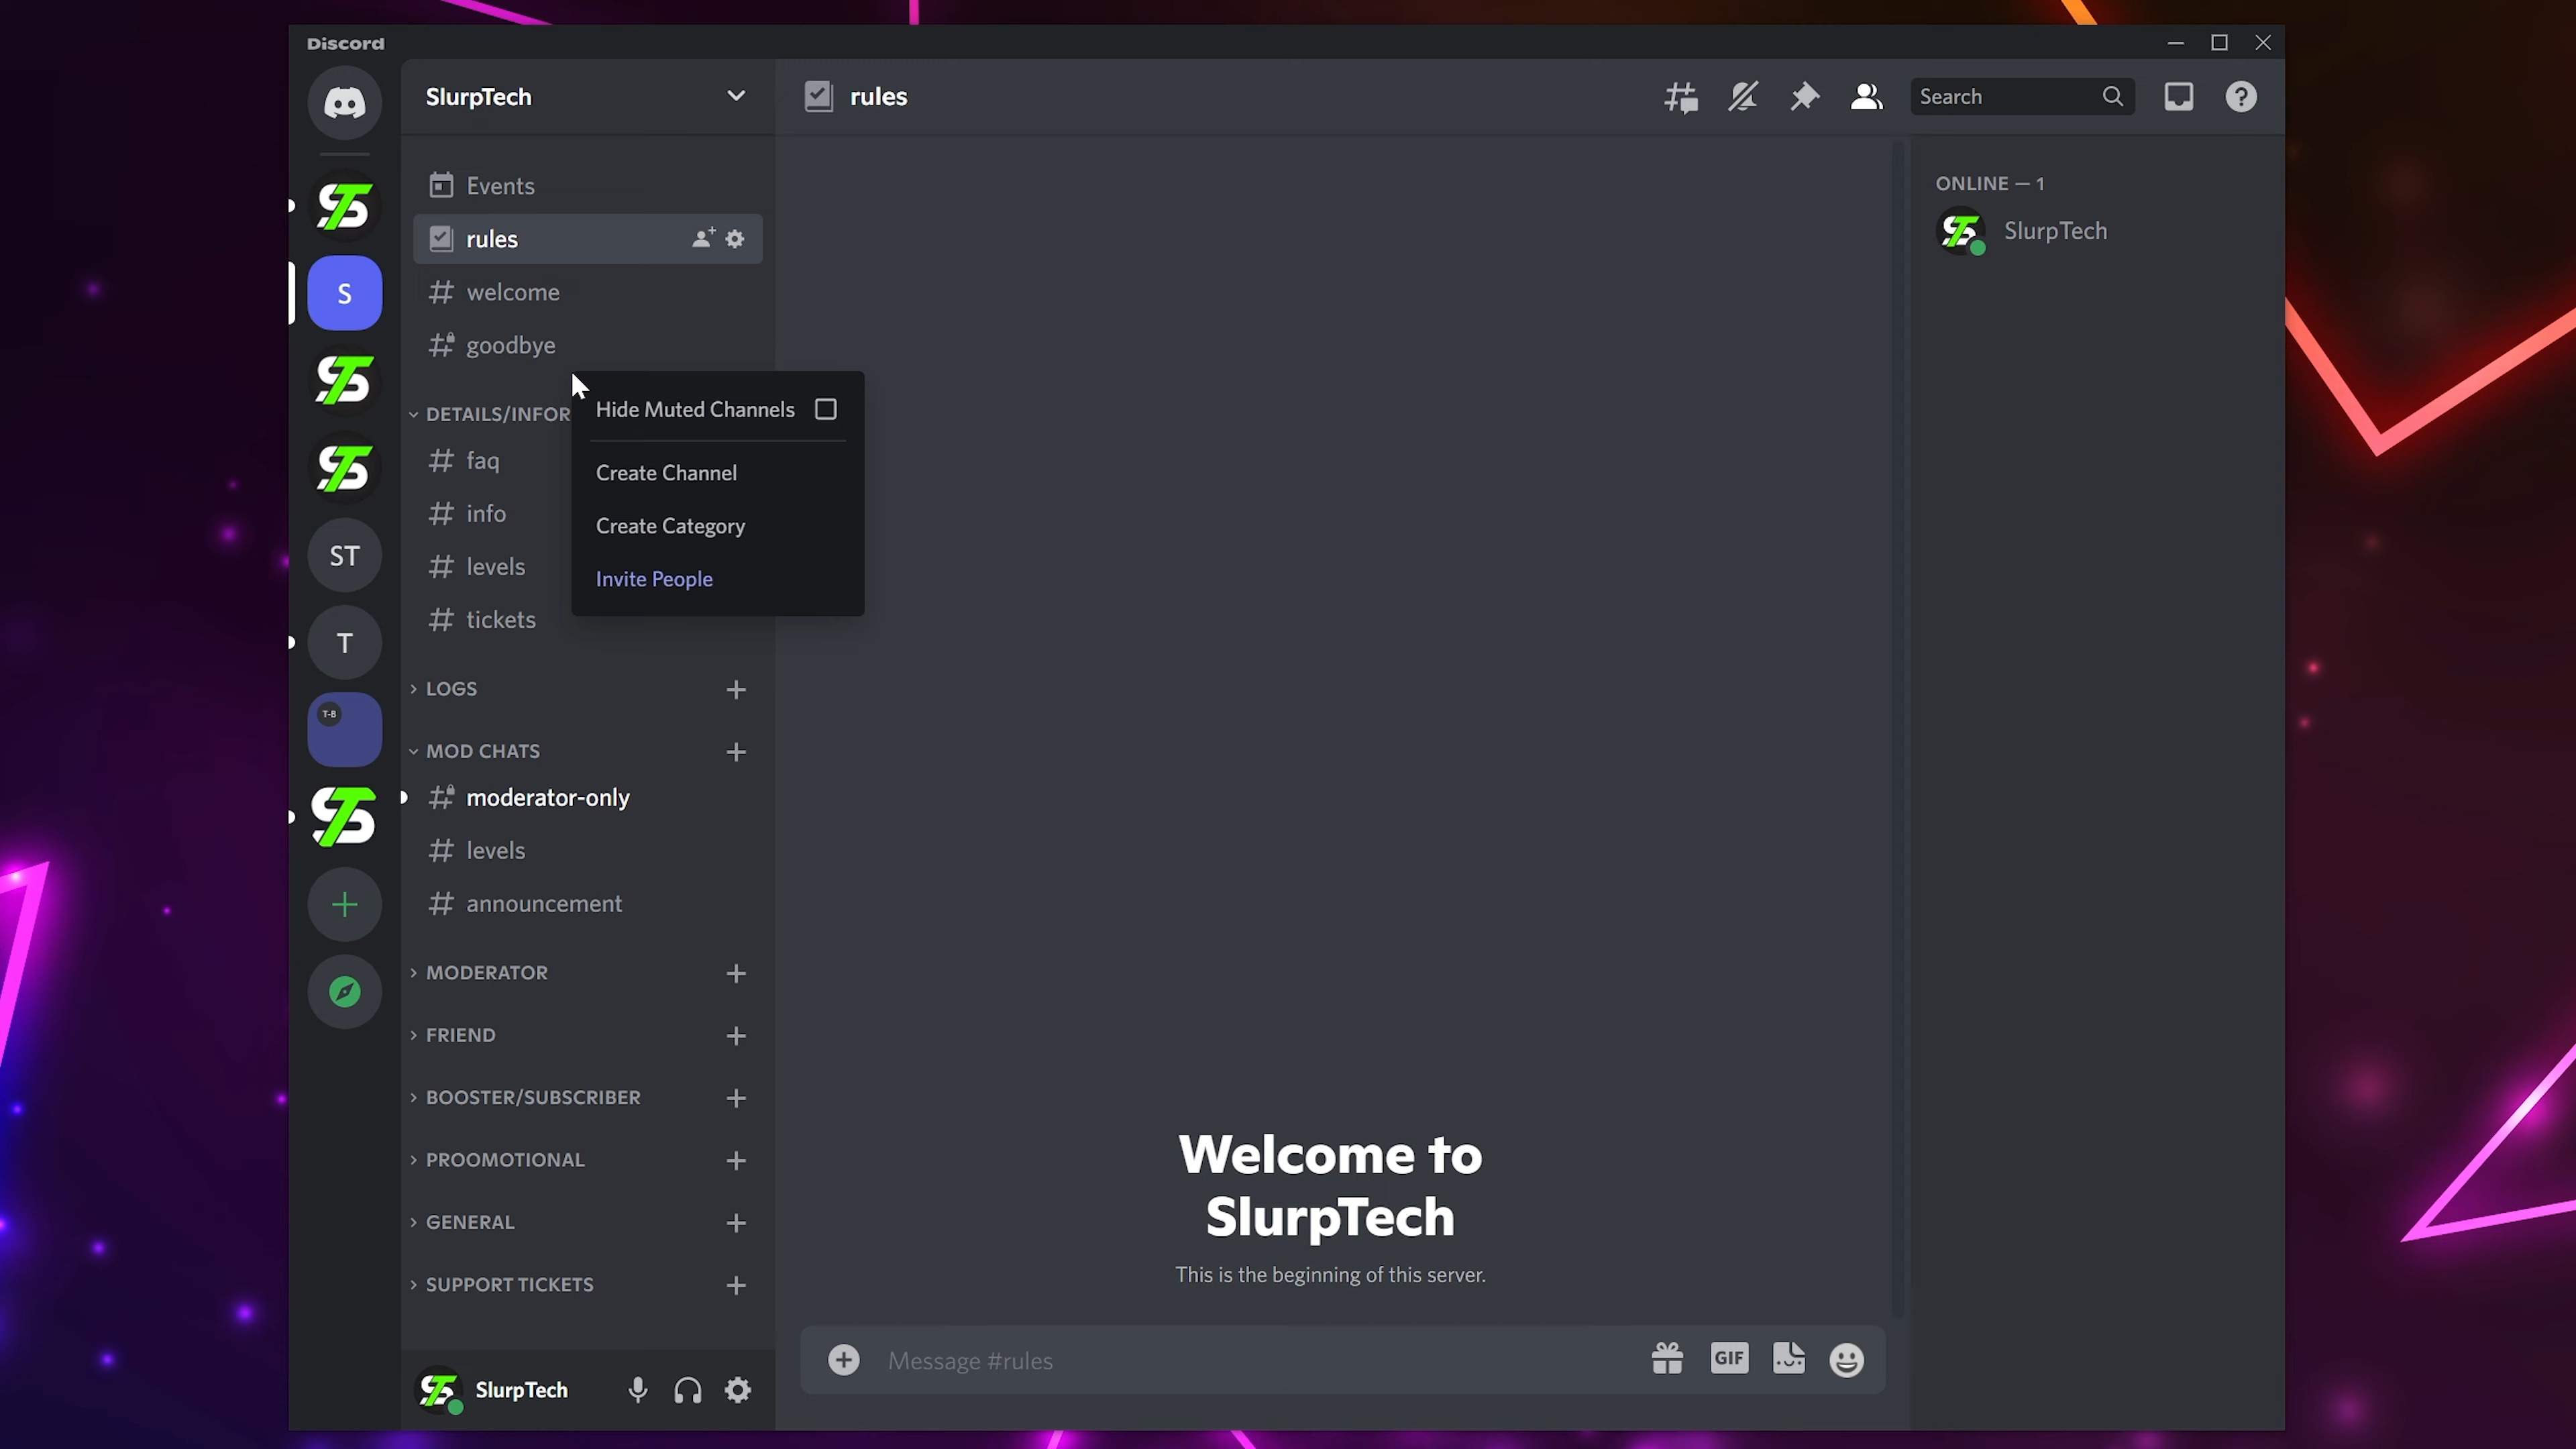 Discord
SlurpTech
rules
Search
Events
rules
welcome
goodbye
DETAILS/INFOR
Hide Muted Channels
Create Channel
Create Category
Invite People
faq
info
levels
tickets
LOGS
MOD CHATS
moderator-only
levels
announcement
MODERATOR
FRIEND
BOOSTER/SUBSCRIBER
PROOMOTIONAL
GENERAL
SUPPORT TICKETS
SlurpTech
S
ST
T
T-B
Welcome to
SlurpTech
This is the beginning of this server.
Message #rules
GIF
ONLINE — 1
SlurpTech